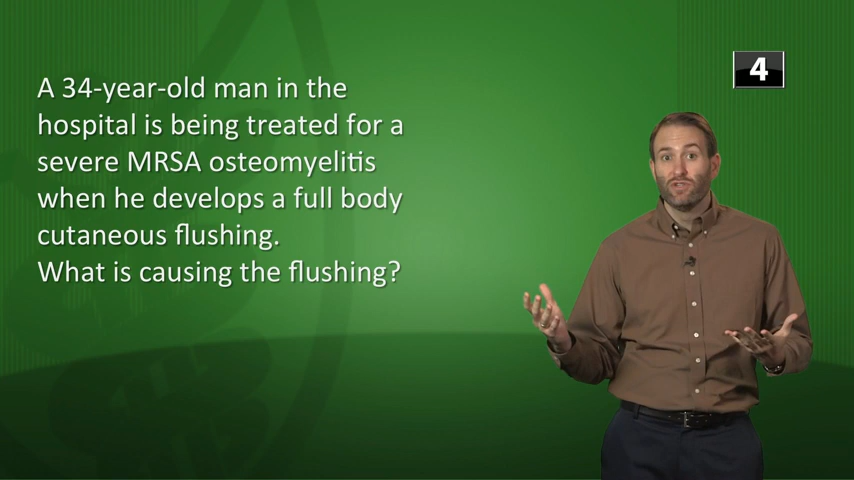 A 34-year-old man in the
hospital is being treated for a
severe MRSA osteomyelitis
when he develops a full body
cutaneous flushing.
What is causing the flushing?
4